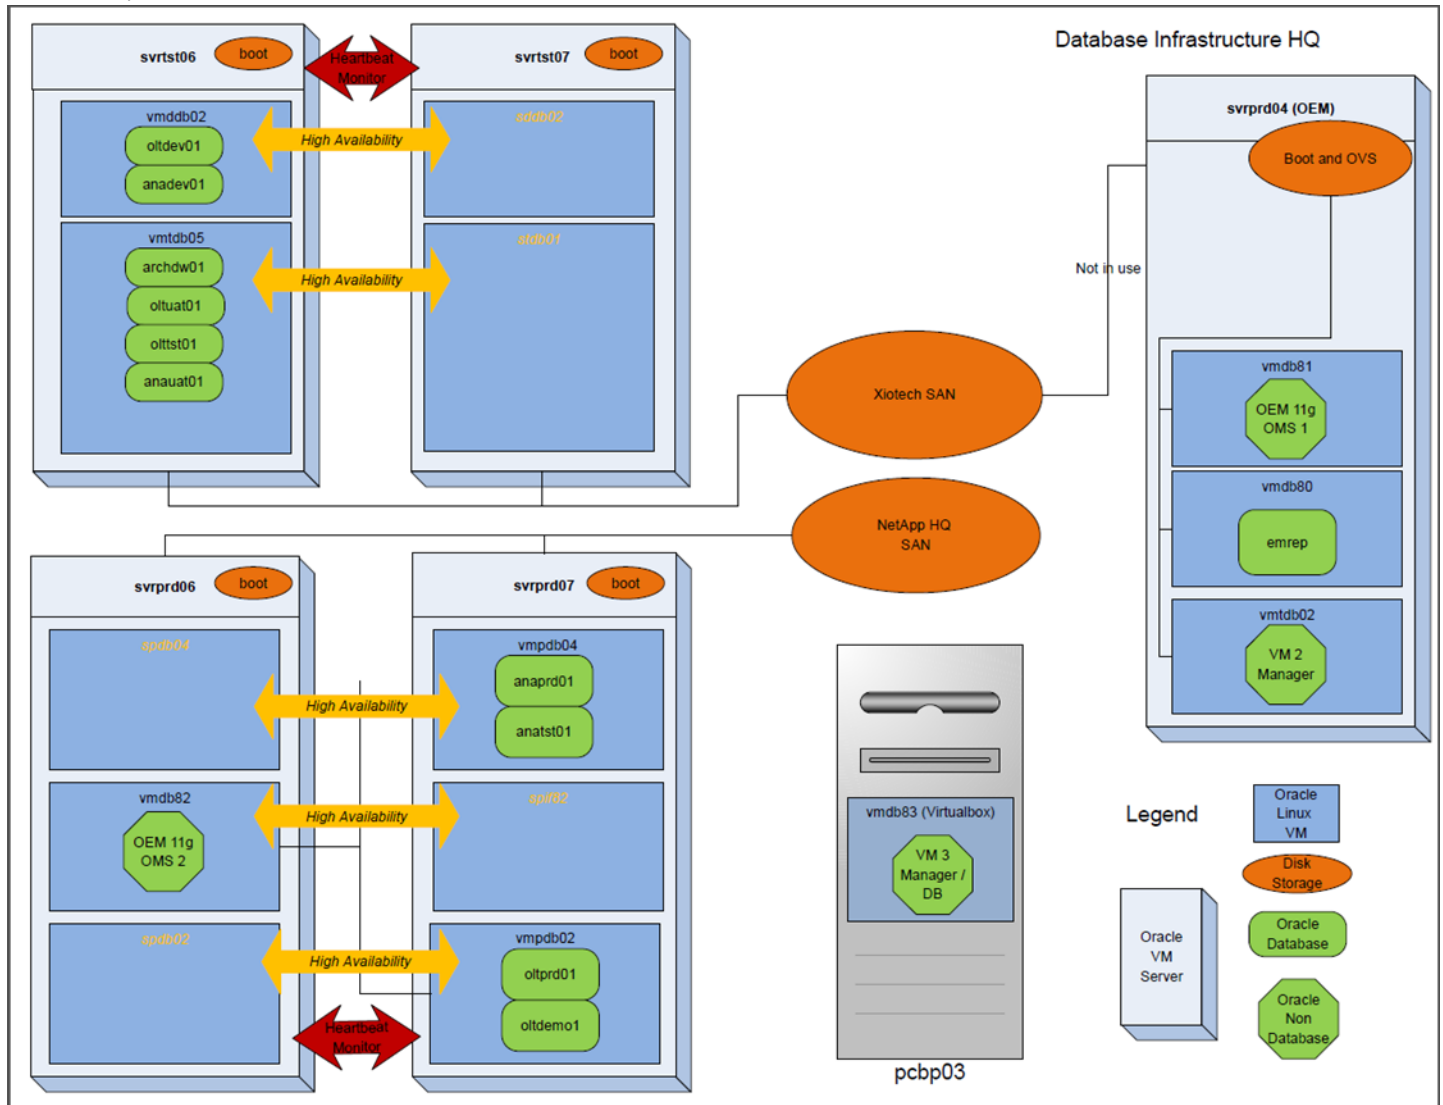 Database Infrastructure HQ
svrtst06
boot
Heartbeat
Monitor
svrtst07
boot
vmddb02
oltdev01
anadev01
High Availability
sddb02
vmtdb05
archdw01
oltuat01
olttst01
anauat01
High Availability
stdb01
svrprd04 (OEM)
Boot and OVS
Not in use
Xiotech SAN
NetApp HQ
SAN
vmdb81
OEM 11g
OMS 1
vmdb80
emrep
vmtdb02
VM 2
Manager
svrprd06
boot
svrprd07
boot
spdb04
High Availability
vmpdb04
anaprd01
anatst01
vmdb82
OEM 11g
OMS 2
High Availability
spif82
spdb02
High Availability
vmpdb02
oltprd01
oltdemo1
Heartbeat
Monitor
vmdb83 (Virtualbox)
VM 3
Manager /
DB
pcbp03
Legend
Oracle
Linux
VM
Disk
Storage
Oracle
VM
Server
Oracle
Database
Oracle
Non
Database